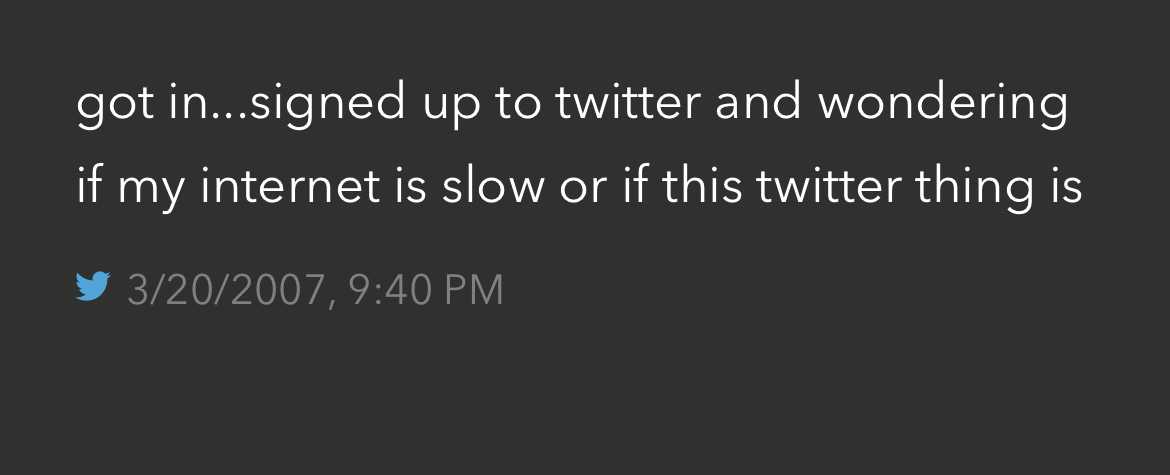 got in...signed up to twitter and wondering
if my internet is slow or if this twitter thing is
3/20/2007, 9:40 PM